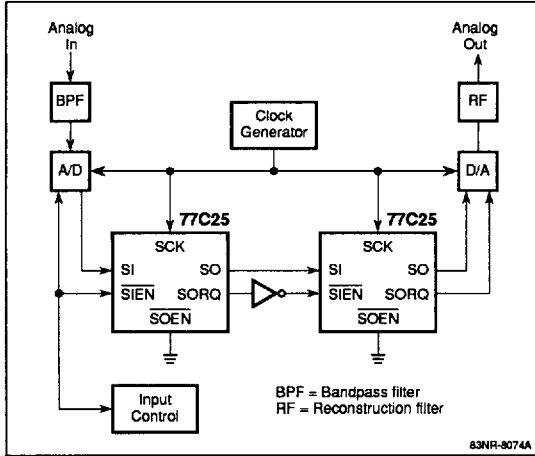 Analog
In
Analog
Out
BPF
RF
Clock
Generator
A/D
D/A
77C25
77C25
SCK
SCK
SI
SO
SI
SO
SIEN
SORQ
SIEN
SORQ
SOEN
SOEN
Input
Control
BPF = Bandpass filter
RF = Reconstruction filter
83NR-8074A